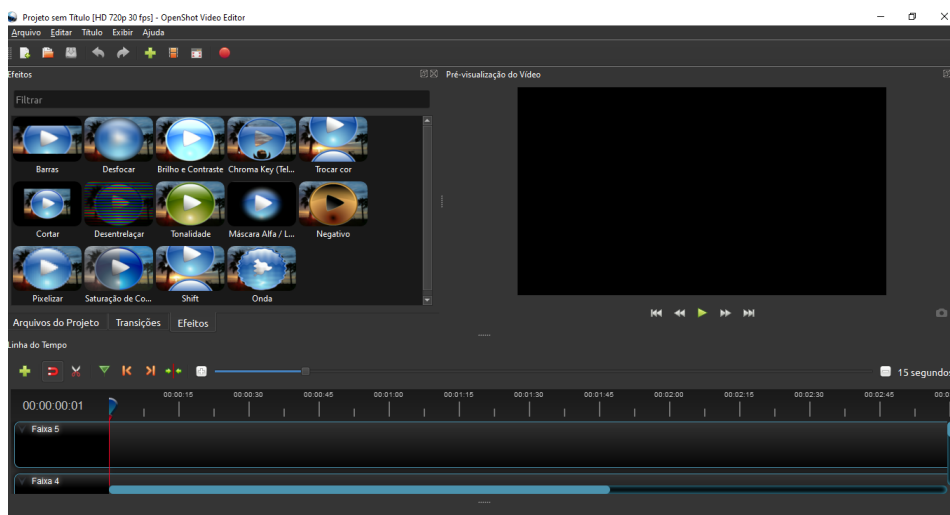 Projeto sem Título [HD 720p 30 fps] - OpenShot Video Editor
Arquivo Editar Título Exibir Ajuda
Efeitos
Pré-visualização do Vídeo
Filtrar
Barras Desfocar Brilho e Contraste Chroma Key (Tel... Trocar cor
Cortar Desentrelaçar Tonalidade Máscara Alfa / L... Negativo
Pixelizar Saturação de Co... Shift Onda
Arquivos do Projeto Transições Efeitos
Linha do Tempo
15 segundos
00:00:00:01
00:00:15 00:00:30 00:00:45 00:01:00 00:01:15 00:01:30 00:01:45 00:02:00 00:02:15 00:02:30 00:02:45 00:0
Faixa 5
Faixa 4